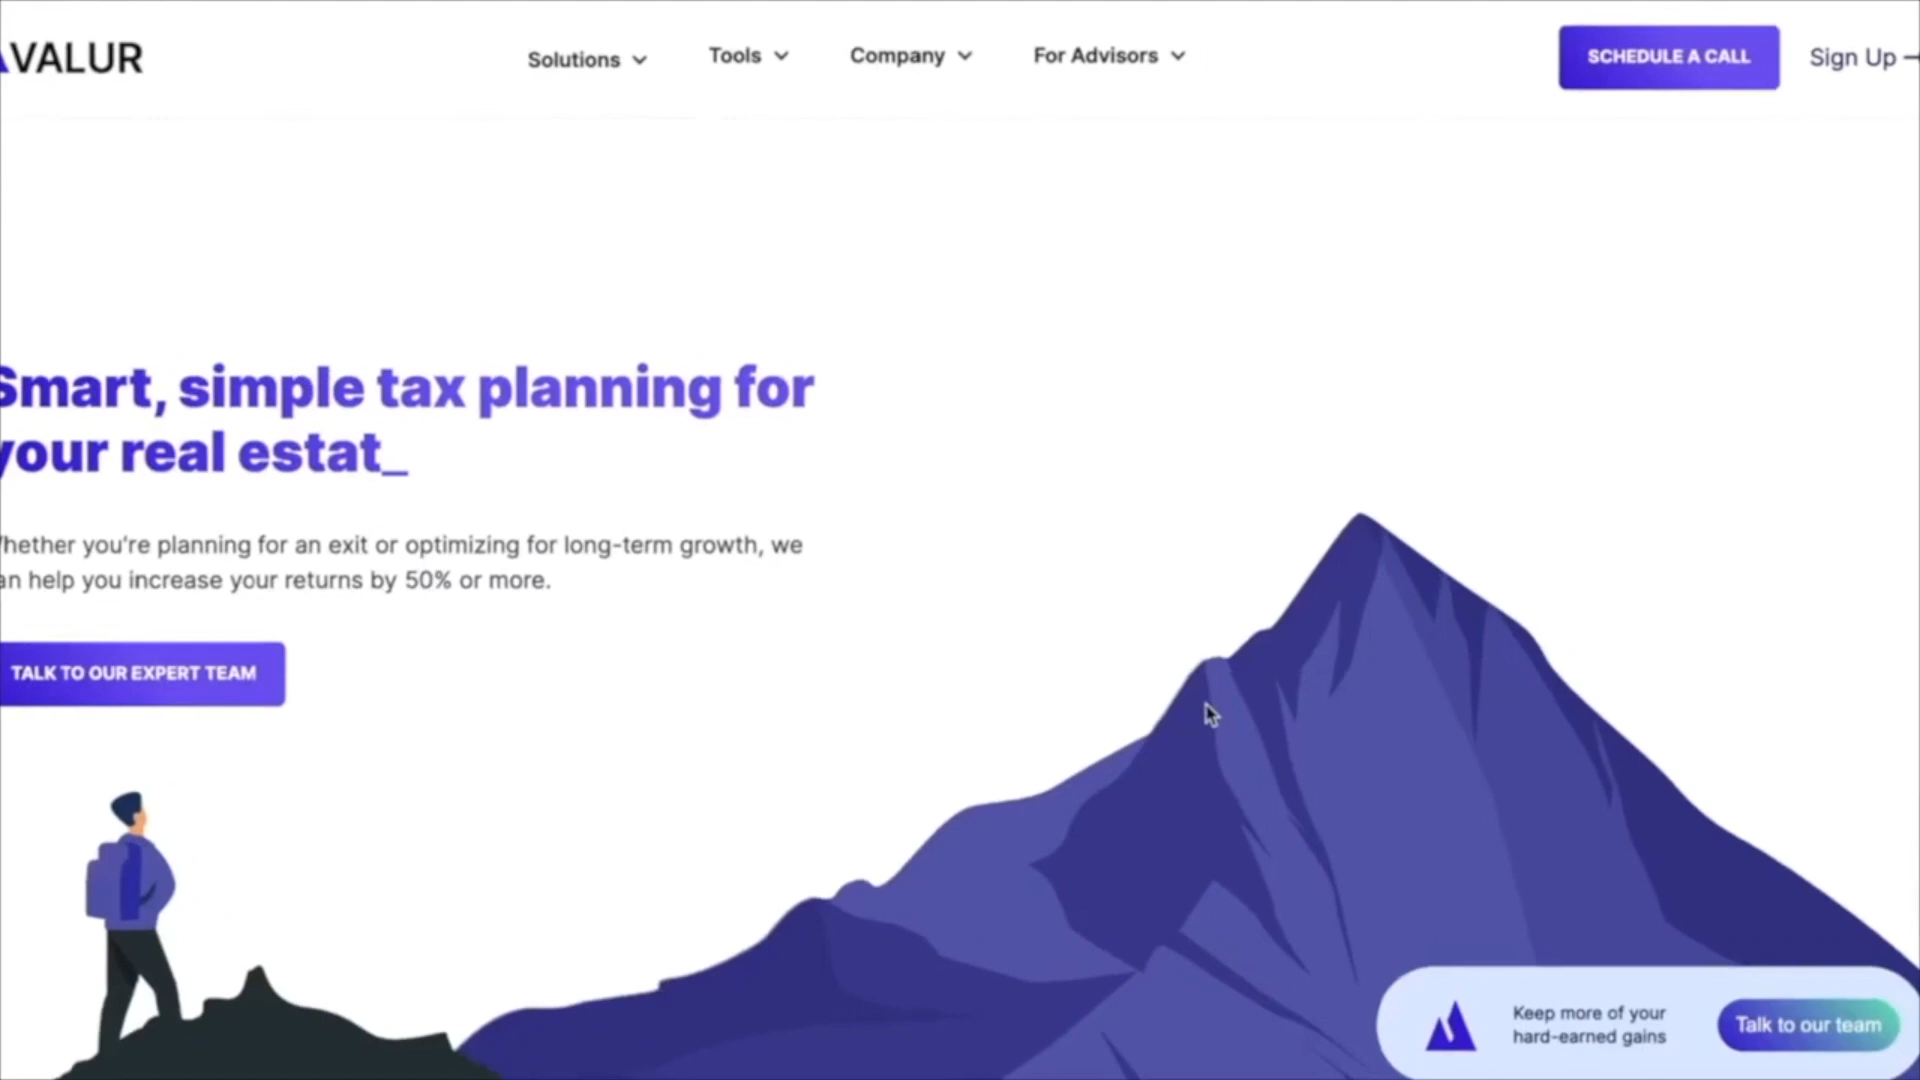 VALUR
Solutions
Tools
Company
For Advisors
SCHEDULE A CALL
Sign Up
Smart, simple tax planning for
your real estat_
hether you're planning for an exit or optimizing for long-term growth, we
an help you increase your returns by 50% or more.
TALK TO OUR EXPERT TEAM
Keep more of your
hard-earned gains
Talk to our team